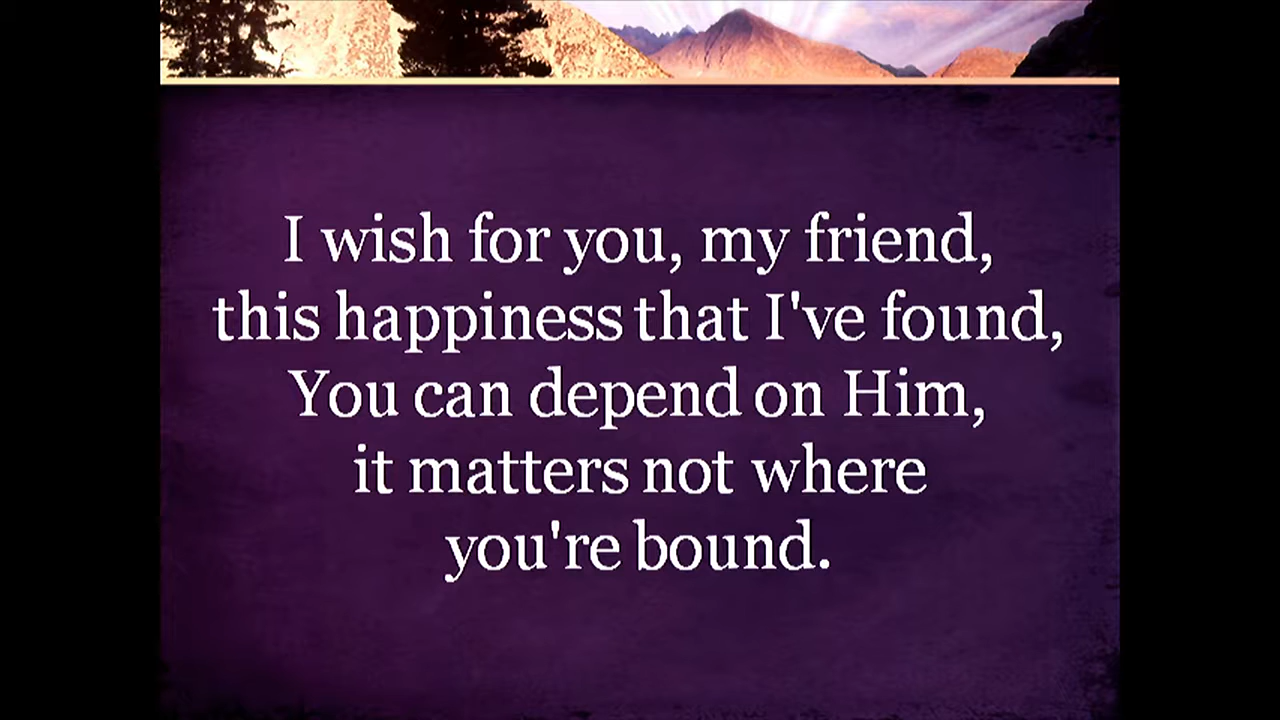 I wish for you, my friend,
this happiness that I've found,
You can depend on Him,
it matters not where
you're bound.